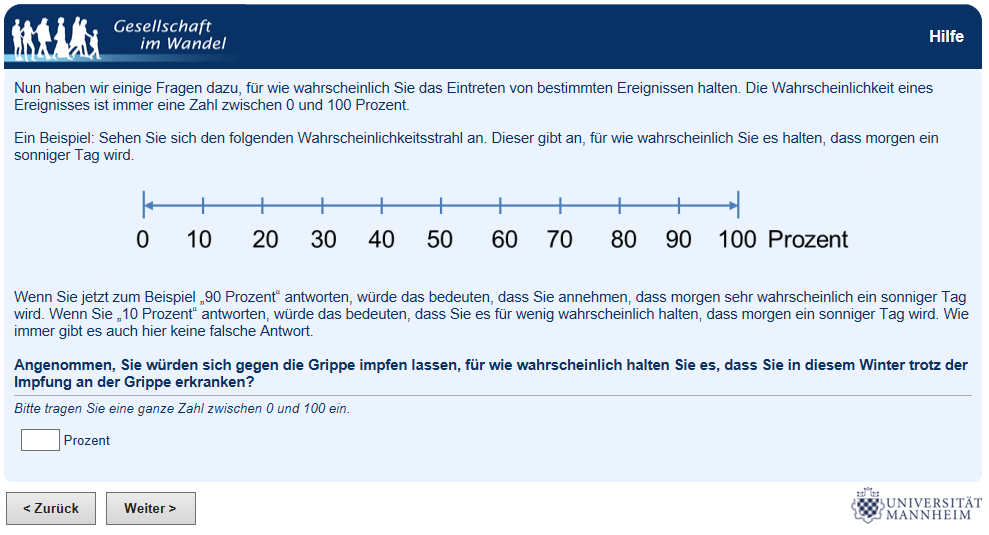 Gesellschaft
im Wandel
Hilfe
Nun haben wir einige Fragen dazu, für wie wahrscheinlich Sie das Eintreten von bestimmten Ereignissen halten. Die Wahrscheinlichkeit eines
Ereignisses ist immer eine Zahl zwischen 0 und 100 Prozent.
Ein Beispiel: Sehen Sie sich den folgenden Wahrscheinlichkeitsstrahl an. Dieser gibt an, für wie wahrscheinlich Sie es halten, dass morgen ein
sonniger Tag wird.
0 10 20 30 40 50 60 70 80 90 100 Prozent
Wenn Sie jetzt zum Beispiel „90 Prozent“ antworten, würde das bedeuten, dass Sie annehmen, dass morgen sehr wahrscheinlich ein sonniger Tag
wird. Wenn Sie „10 Prozent“ antworten, würde das bedeuten, dass Sie es für wenig wahrscheinlich halten, dass morgen ein sonniger Tag wird. Wie
immer gibt es auch hier keine falsche Antwort.
Angenommen, Sie würden sich gegen die Grippe impfen lassen, für wie wahrscheinlich halten Sie es, dass Sie in diesem Winter trotz der
Impfung an der Grippe erkranken?
Bitte tragen Sie eine ganze Zahl zwischen 0 und 100 ein.
Prozent
< Zurück
Weiter >
UNIVERSITÄT
MANNHEIM